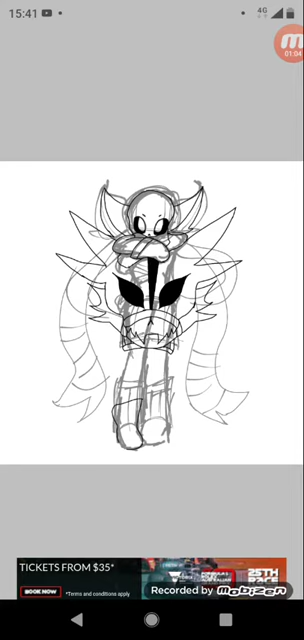 15:41
4G
01:04
TICKETS FROM $35*
BOOK NOW
*Terms and conditions apply.
25TH
RACE
Recorded by mobizen